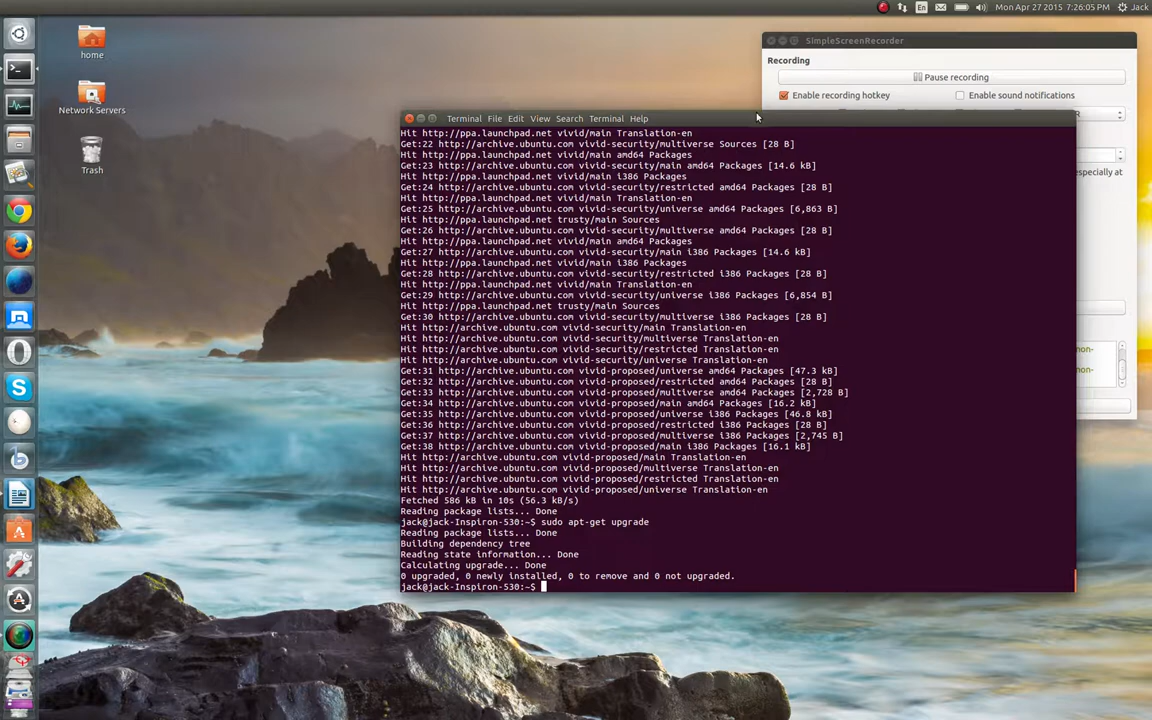 En
Mon Apr 27 2015 7:26:05 PM
Jack
home
Network Servers
Trash
SimpleScreenRecorder
Recording
Pause recording
Enable recording hotkey
Enable sound notifications
R
especially at
non-
non-
Terminal File Edit View Search Terminal Help
Hit http://ppa.launchpad.net vivid/main Translation-en
Get:22 http://archive.ubuntu.com vivid-security/multiverse Sources [28 B]
Hit http://ppa.launchpad.net vivid/main amd64 Packages
Get:23 http://archive.ubuntu.com vivid-security/main amd64 Packages [14.6 kB]
Hit http://ppa.launchpad.net vivid/main i386 Packages
Get:24 http://archive.ubuntu.com vivid-security/restricted amd64 Packages [28 B]
Hit http://ppa.launchpad.net vivid/main Translation-en
Get:25 http://archive.ubuntu.com vivid-security/universe amd64 Packages [6,863 B]
Hit http://ppa.launchpad.net trusty/main Sources
Get:26 http://archive.ubuntu.com vivid-security/multiverse amd64 Packages [28 B]
Hit http://ppa.launchpad.net vivid/main amd64 Packages
Get:27 http://archive.ubuntu.com vivid-security/main i386 Packages [14.6 kB]
Hit http://ppa.launchpad.net vivid/main i386 Packages
Get:28 http://archive.ubuntu.com vivid-security/restricted i386 Packages [28 B]
Hit http://ppa.launchpad.net vivid/main Translation-en
Get:29 http://archive.ubuntu.com vivid-security/universe i386 Packages [6,854 B]
Hit http://ppa.launchpad.net trusty/main Sources
Get:30 http://archive.ubuntu.com vivid-security/multiverse i386 Packages [28 B]
Hit http://archive.ubuntu.com vivid-security/main Translation-en
Hit http://archive.ubuntu.com vivid-security/multiverse Translation-en
Hit http://archive.ubuntu.com vivid-security/restricted Translation-en
Hit http://archive.ubuntu.com vivid-security/universe Translation-en
Get:31 http://archive.ubuntu.com vivid-proposed/universe amd64 Packages [47.3 kB]
Get:32 http://archive.ubuntu.com vivid-proposed/restricted amd64 Packages [28 B]
Get:33 http://archive.ubuntu.com vivid-proposed/multiverse amd64 Packages [2,728 B]
Get:34 http://archive.ubuntu.com vivid-proposed/main amd64 Packages [16.2 kB]
Get:35 http://archive.ubuntu.com vivid-proposed/universe i386 Packages [46.8 kB]
Get:36 http://archive.ubuntu.com vivid-proposed/restricted i386 Packages [28 B]
Get:37 http://archive.ubuntu.com vivid-proposed/multiverse i386 Packages [2,745 B]
Get:38 http://archive.ubuntu.com vivid-proposed/main i386 Packages [16.1 kB]
Hit http://archive.ubuntu.com vivid-proposed/main Translation-en
Hit http://archive.ubuntu.com vivid-proposed/multiverse Translation-en
Hit http://archive.ubuntu.com vivid-proposed/restricted Translation-en
Hit http://archive.ubuntu.com vivid-proposed/universe Translation-en
Fetched 586 kB in 10s (56.3 kB/s)
Reading package lists... Done
jack@jack-Inspiron-530:~$ sudo apt-get upgrade
Reading package lists... Done
Building dependency tree
Reading state information... Done
Calculating upgrade... Done
0 upgraded, 0 newly installed, 0 to remove and 0 not upgraded.
jack@jack-Inspiron-530:~$